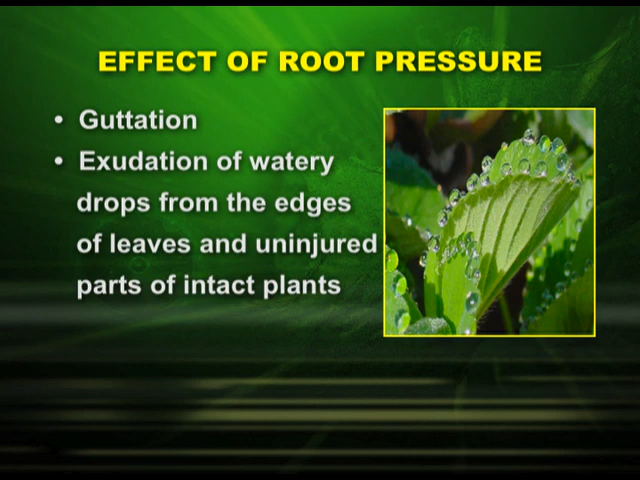 EFFECT OF ROOT PRESSURE
• Guttation
• Exudation of watery
drops from the edges
of leaves and uninjured
parts of intact plants